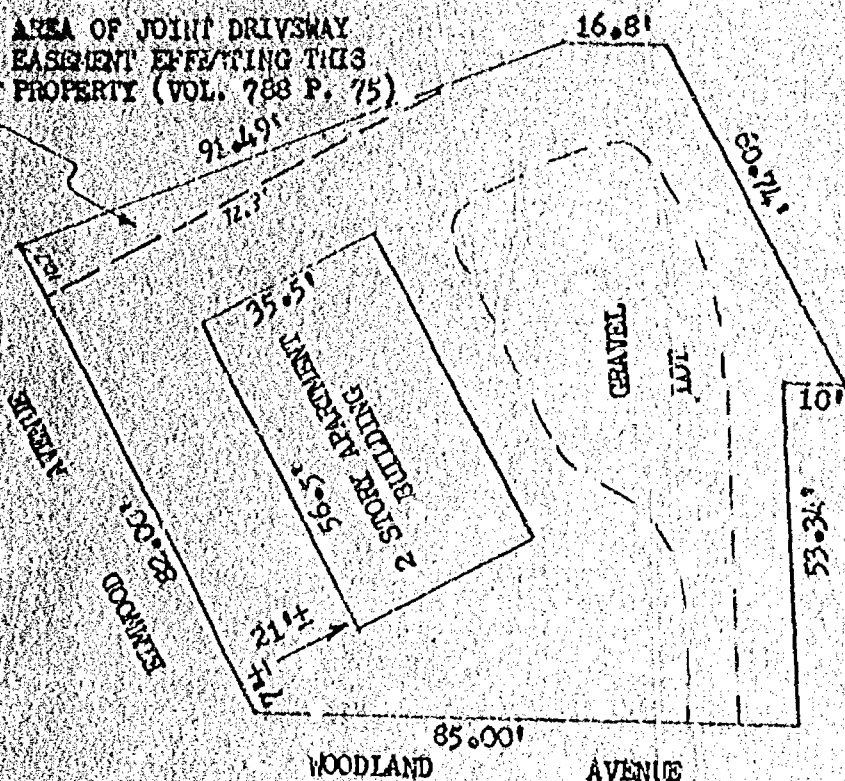 AREA OF JOINT DRIVSWAY
EASEMENT EFFECTING THIS
PROPERTY (VOL. 788 P. 75)
16.8'
91.49'
72.3'
60.74'
35.5'
2 STORY APARTMENT
BUILDING
56.5'
GRAVEL
LOT
10'
53.34'
ELMWOOD AVENUE
82.00'
21'±
7'±
85.00'
WOODLAND AVENUE